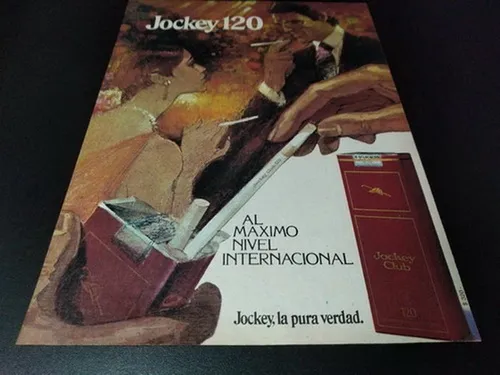 Jockey 120
AL
MAXIMO
NIVEL
INTERNACIONAL
Jockey
Club
120
Jockey, la pura verdad.